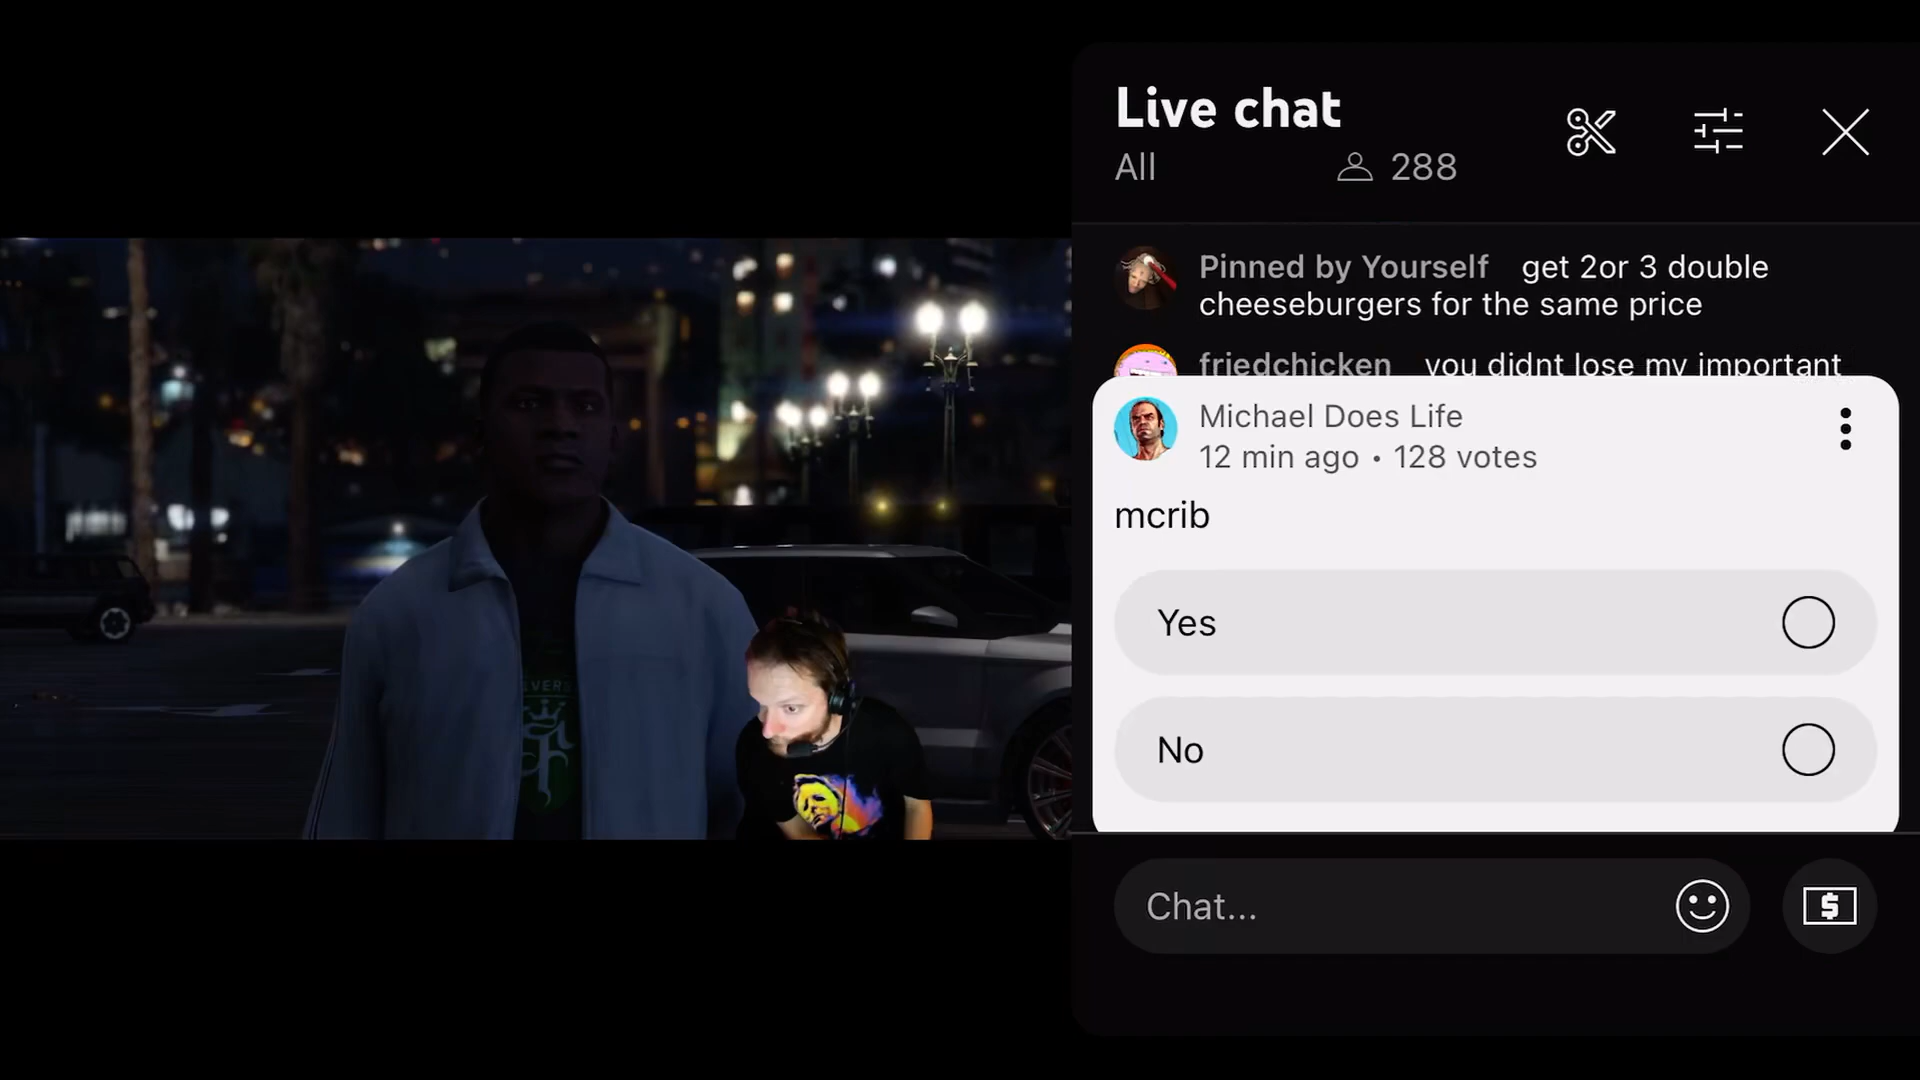 Live chat
All 288
Pinned by Yourself get 2or 3 double
cheeseburgers for the same price
friedchicken you didnt lose my important
Michael Does Life
12 min ago • 128 votes
mcrib
Yes
No
Chat...